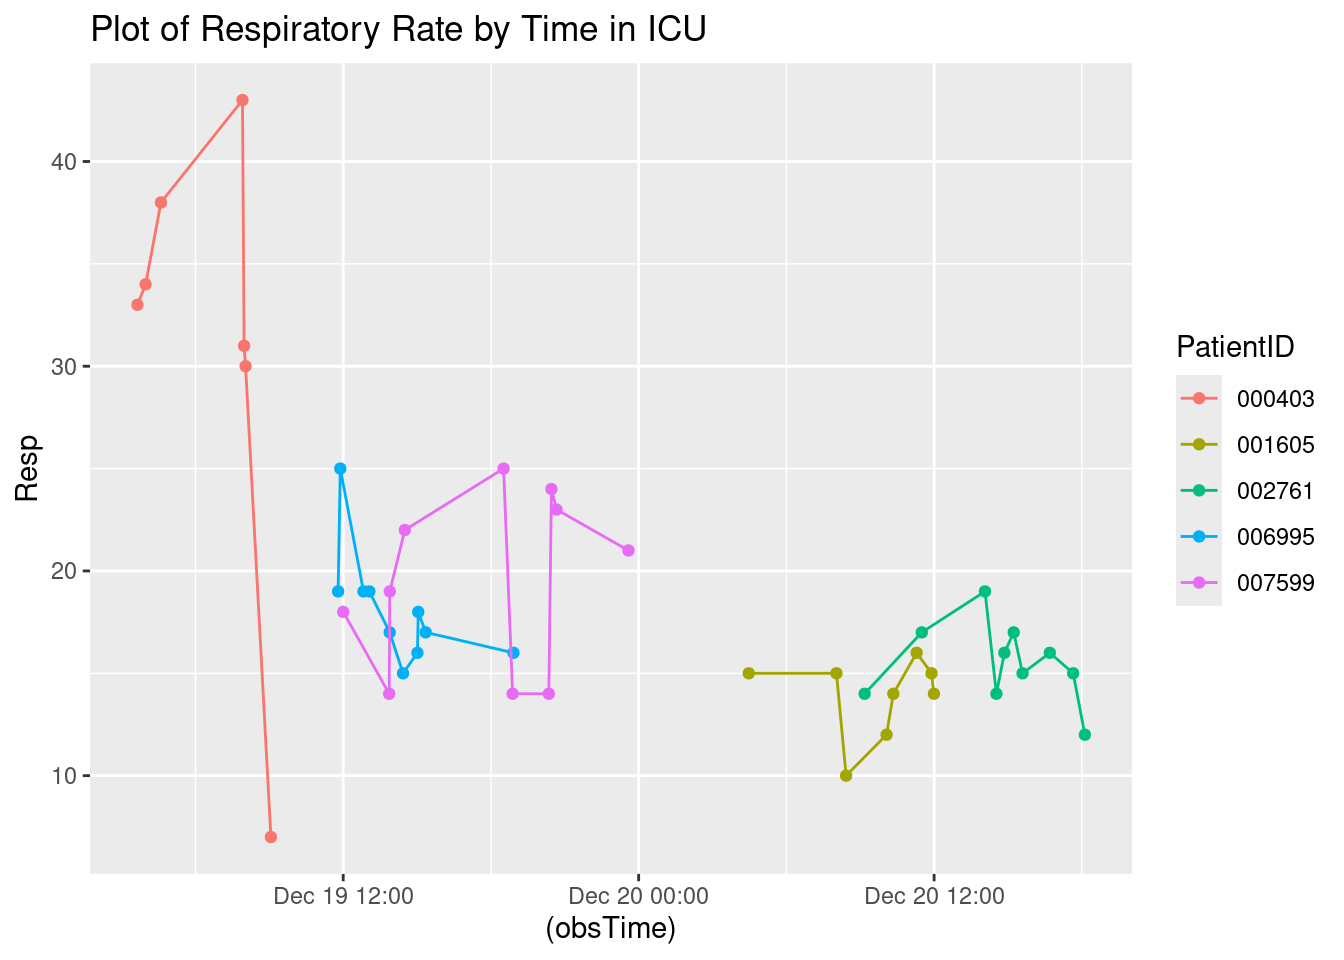 Plot of Respiratory Rate by Time in ICU
Resp
40
30
20
10
Dec 19 12:00
Dec 20 00:00
Dec 20 12:00
(obsTime)
PatientID
000403
001605
002761
006995
007599